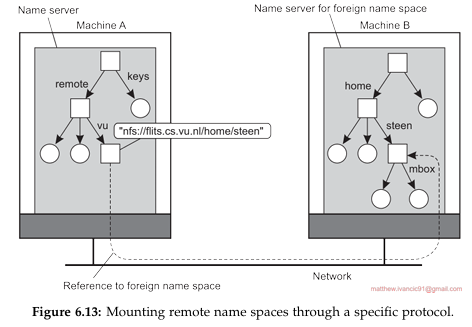 Name server
Name server for foreign name space
Machine A
Machine B
remote
keys
vu
"nfs://flits.cs.vu.nl/home/steen"
home
steen
mbox
Reference to foreign name space
Network
matthew.ivancic91@gmail.com
Figure 6.13: Mounting remote name spaces through a specific protocol.